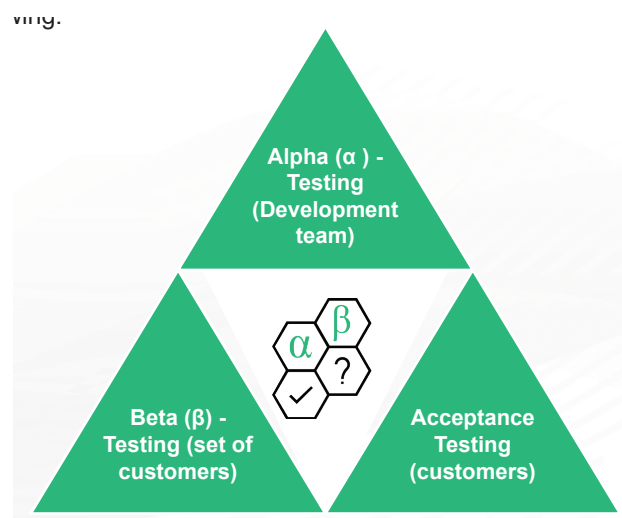 Alpha (α ) -
Testing
(Development
team)
β
α
?
Beta (β) -
Testing (set of
customers)
Acceptance
Testing
(customers)